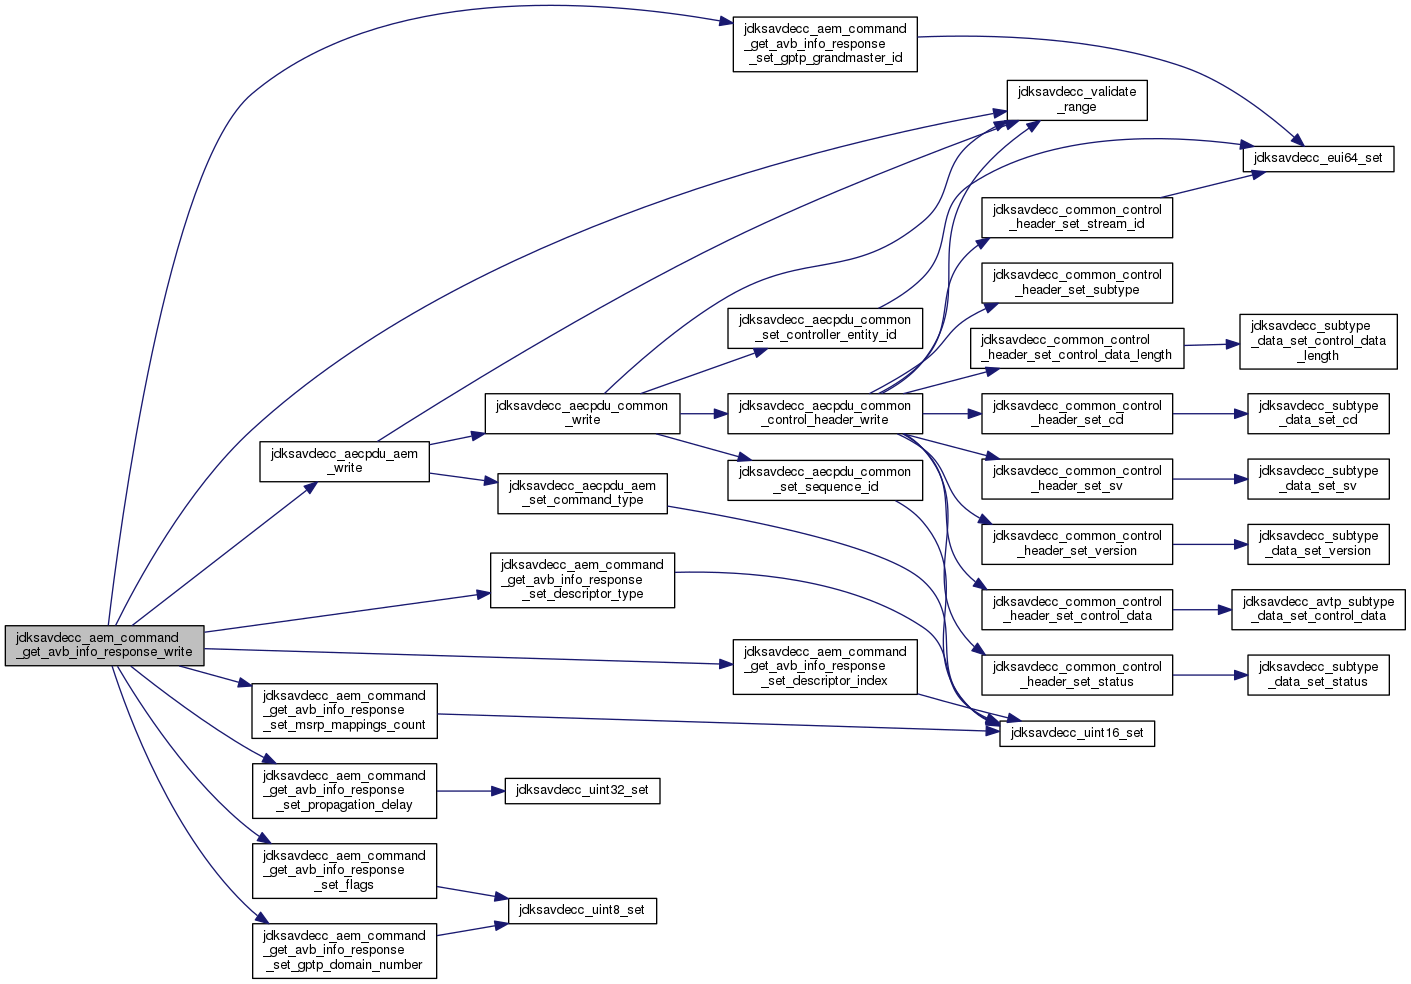 jdksavdecc_aem_command
_get_avb_info_response
_set_gptp_grandmaster_id
jdksavdecc_validate
_range
jdksavdecc_eui64_set
jdksavdecc_common_control
_header_set_stream_id
jdksavdecc_common_control
_header_set_subtype
jdksavdecc_aecpdu_common
_set_controller_entity_id
jdksavdecc_common_control
_header_set_control_data_length
jdksavdecc_subtype
_data_set_control_data
_length
jdksavdecc_aecpdu_common
_write
jdksavdecc_aecpdu_common
_control_header_write
jdksavdecc_common_control
_header_set_cd
jdksavdecc_subtype
_data_set_cd
jdksavdecc_aecpdu_aem
_write
jdksavdecc_aecpdu_common
_set_sequence_id
jdksavdecc_common_control
_header_set_sv
jdksavdecc_subtype
_data_set_sv
jdksavdecc_aecpdu_aem
_set_command_type
jdksavdecc_common_control
_header_set_version
jdksavdecc_subtype
_data_set_version
jdksavdecc_aem_command
_get_avb_info_response
_set_descriptor_type
jdksavdecc_common_control
_header_set_control_data
jdksavdecc_avtp_subtype
_data_set_control_data
jdksavdecc_aem_command
_get_avb_info_response_write
jdksavdecc_aem_command
_get_avb_info_response
_set_descriptor_index
jdksavdecc_common_control
_header_set_status
jdksavdecc_subtype
_data_set_status
jdksavdecc_aem_command
_get_avb_info_response
_set_msrp_mappings_count
jdksavdecc_uint16_set
jdksavdecc_aem_command
_get_avb_info_response
_set_propagation_delay
jdksavdecc_uint32_set
jdksavdecc_aem_command
_get_avb_info_response
_set_flags
jdksavdecc_uint8_set
jdksavdecc_aem_command
_get_avb_info_response
_set_gptp_domain_number